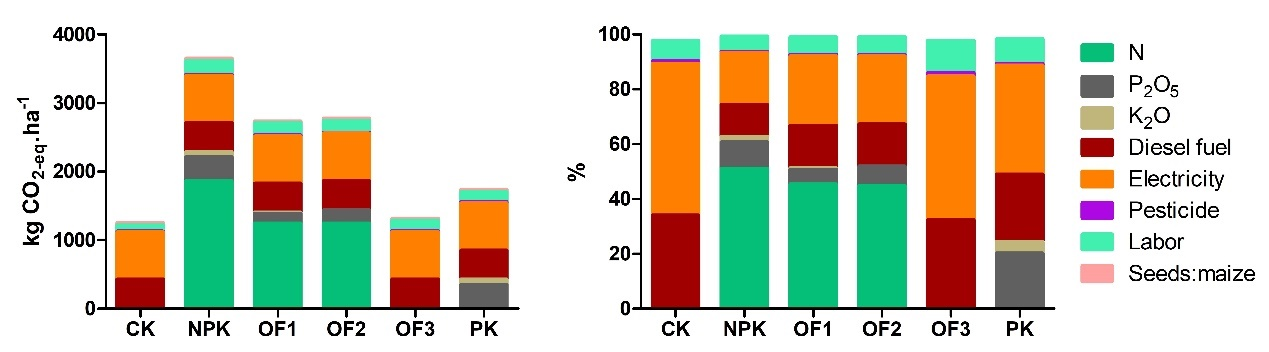 kg CO2-eq.ha-1
4000
3000
2000
1000
0
CK NPK OF1 OF2 OF3 PK
%
100
80
60
40
20
0
CK NPK OF1 OF2 OF3 PK
N
P2O5
K2O
Diesel fuel
Electricity
Pesticide
Labor
Seeds:maize